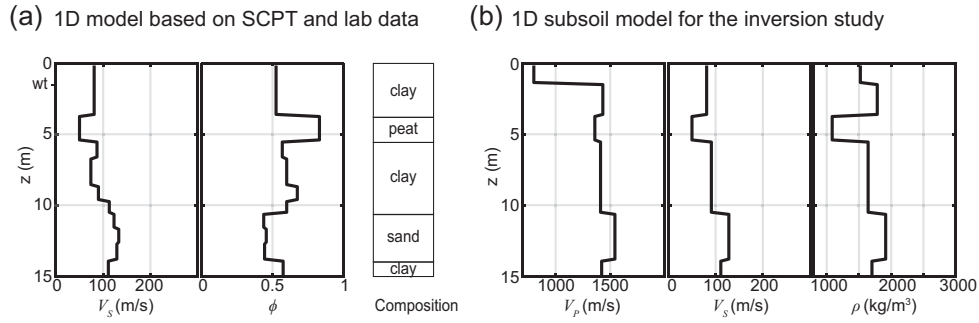 (a) 1D model based on SCPT and lab data
(b) 1D subsoil model for the inversion study
0
wt
5
10
15
z (m)
0 100 200
V_S (m/s)
0 0.5 1
ϕ
clay
peat
clay
sand
clay
Composition
0
5
10
15
z (m)
1000 1500
V_P (m/s)
0 100 200
V_S (m/s)
1000 2000 3000
ρ (kg/m³)